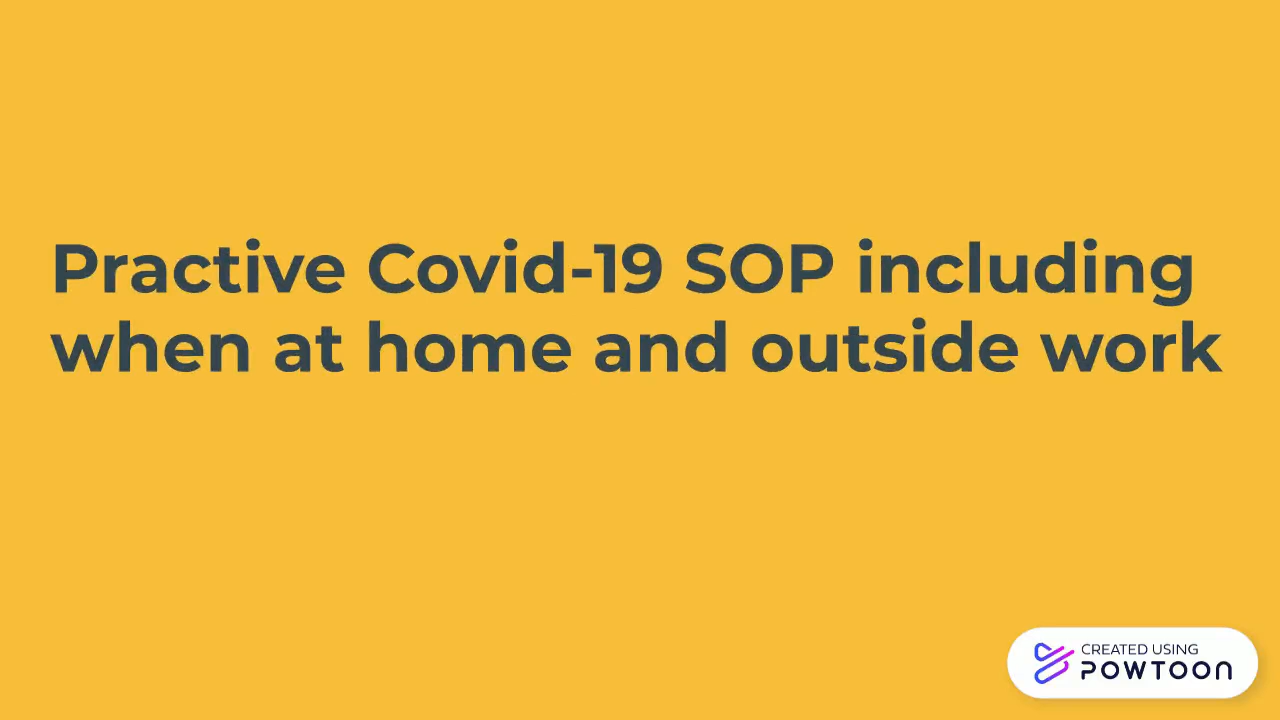 Practive Covid-19 SOP including
when at home and outside work
CREATED USING
POWTOON